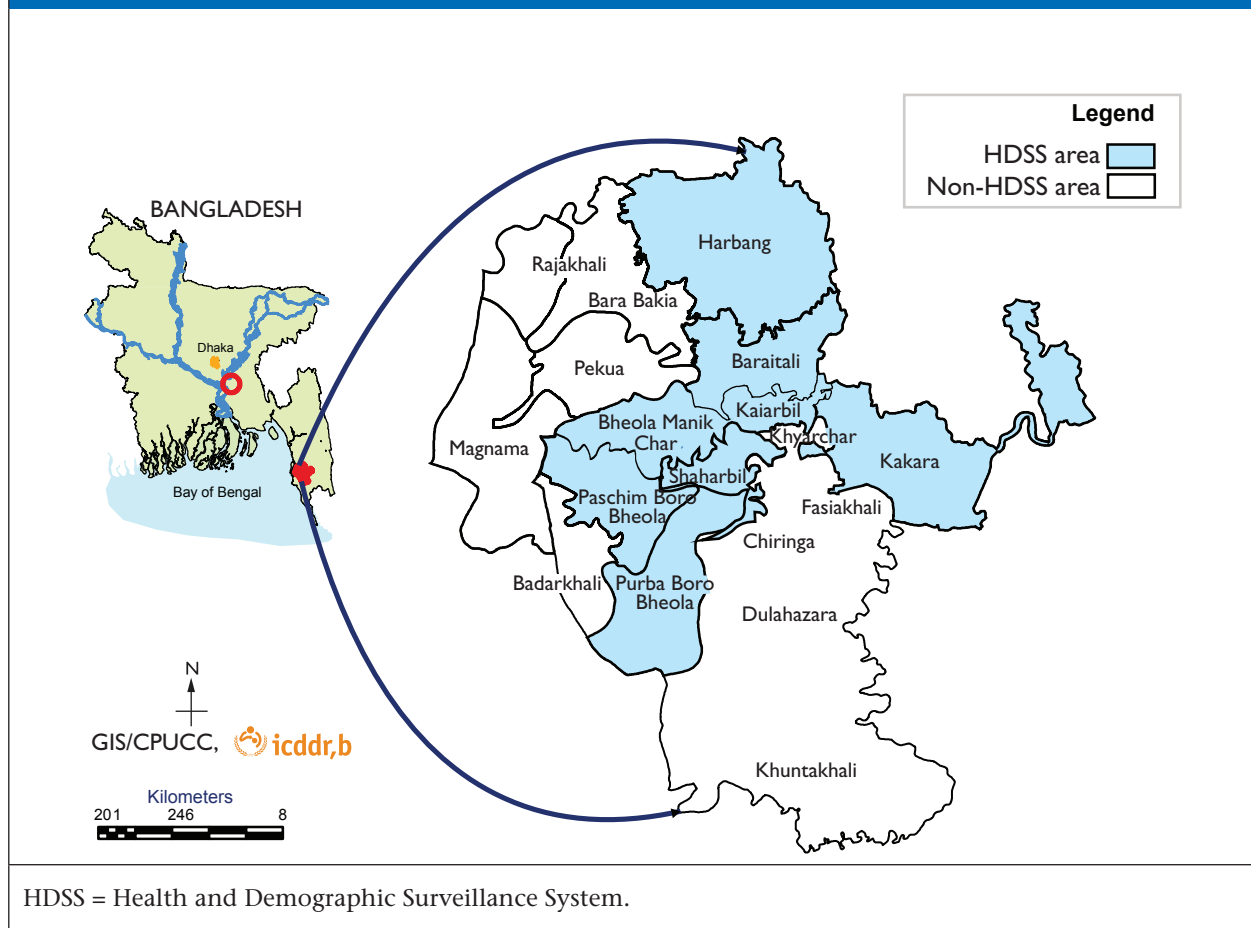 Legend
HDSS area
Non-HDSS area
BANGLADESH
Dhaka
Bay of Bengal
Harbang
Rajakhali
Bara Bakia
Baraitali
Pekua
Kaiarbil
Bheola Manik
Char
Khyarchar
Magnama
Kakara
Shaharbil
Paschim Boro
Bheola
Fasiakhali
Chiringa
Badarkhali
Purba Boro
Bheola
Dulahazara
Khuntakhali
N
GIS/CPUCC, icddr,b
Kilometers
201 246 8
HDSS = Health and Demographic Surveillance System.